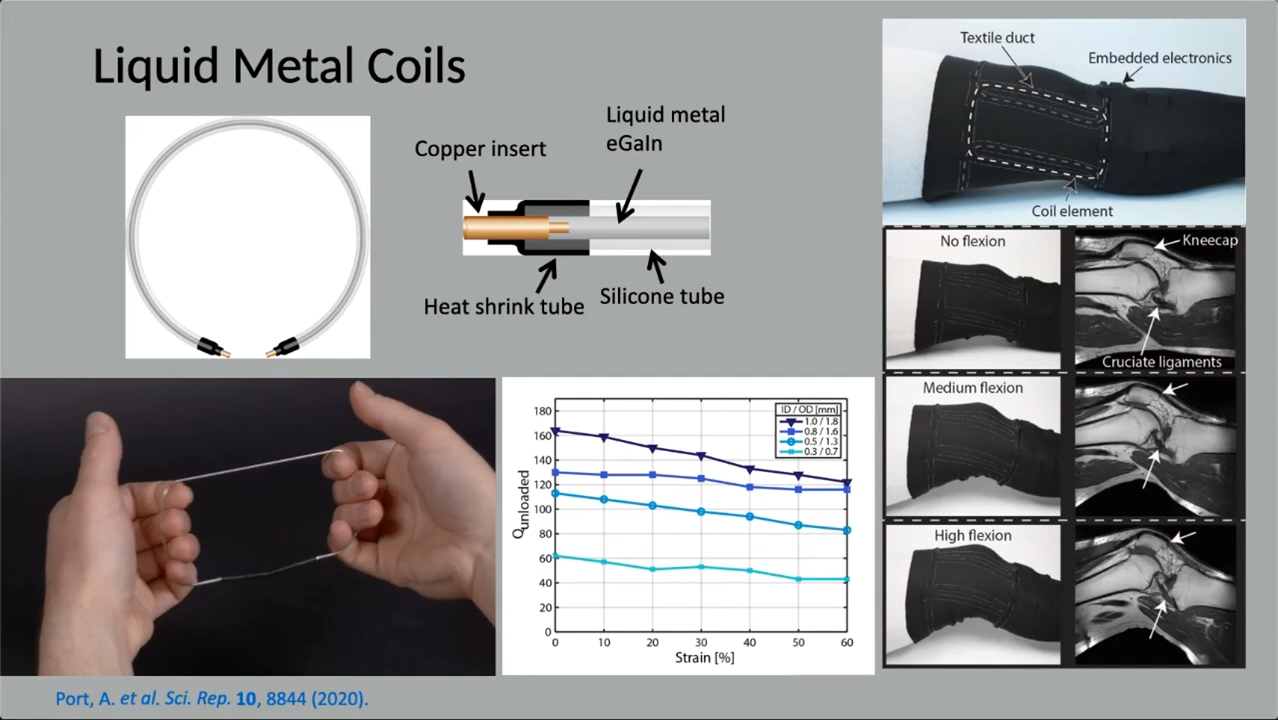 Liquid Metal Coils
Copper insert
Liquid metal
eGaIn
Heat shrink tube
Silicone tube
Textile duct
Embedded electronics
Coil element
No flexion
Kneecap
Cruciate ligaments
Medium flexion
High flexion
Qunloaded
180
160
140
120
100
80
60
40
20
0
ID / OD [mm]
1.0 / 1.8
0.8 / 1.6
0.5 / 1.3
0.3 / 0.7
0 10 20 30 40 50 60
Strain [%]
Port, A. et al. Sci. Rep. 10, 8844 (2020).